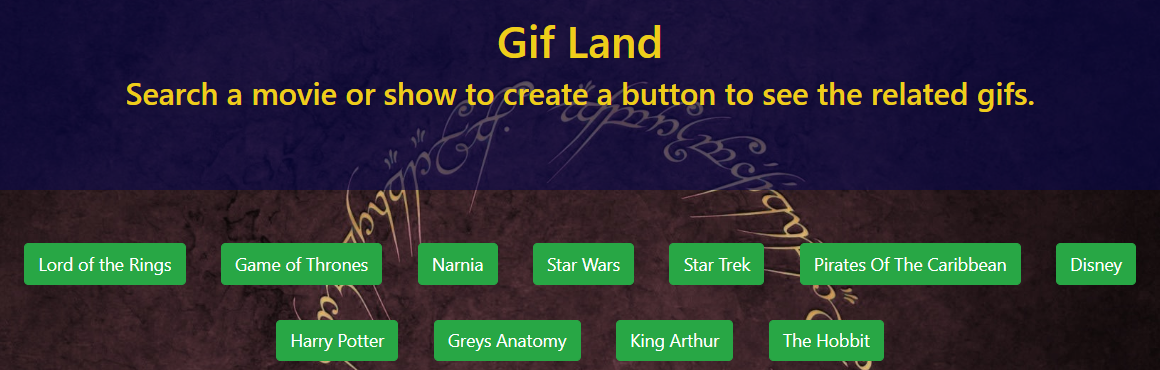 Gif Land
Search a movie or show to create a button to see the related gifs.
Lord of the Rings Game of Thrones Narnia Star Wars Star Trek Pirates Of The Caribbean Disney
Harry Potter Greys Anatomy King Arthur The Hobbit